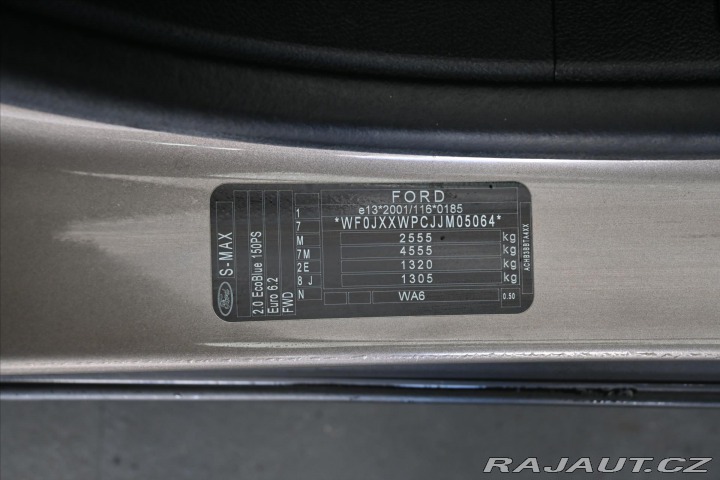 FORD
e13*2001/116*0185
*WF0JXXWPCJJM05064*
2555 kg
4555 kg
1320 kg
1305 kg
WA6
0.50
1
7
M
7M
2E
8 J
N
Ford
S-MAX
2.0 EcoBlue 150PS
Euro 6.2
FWD
RAJAUT.CZ